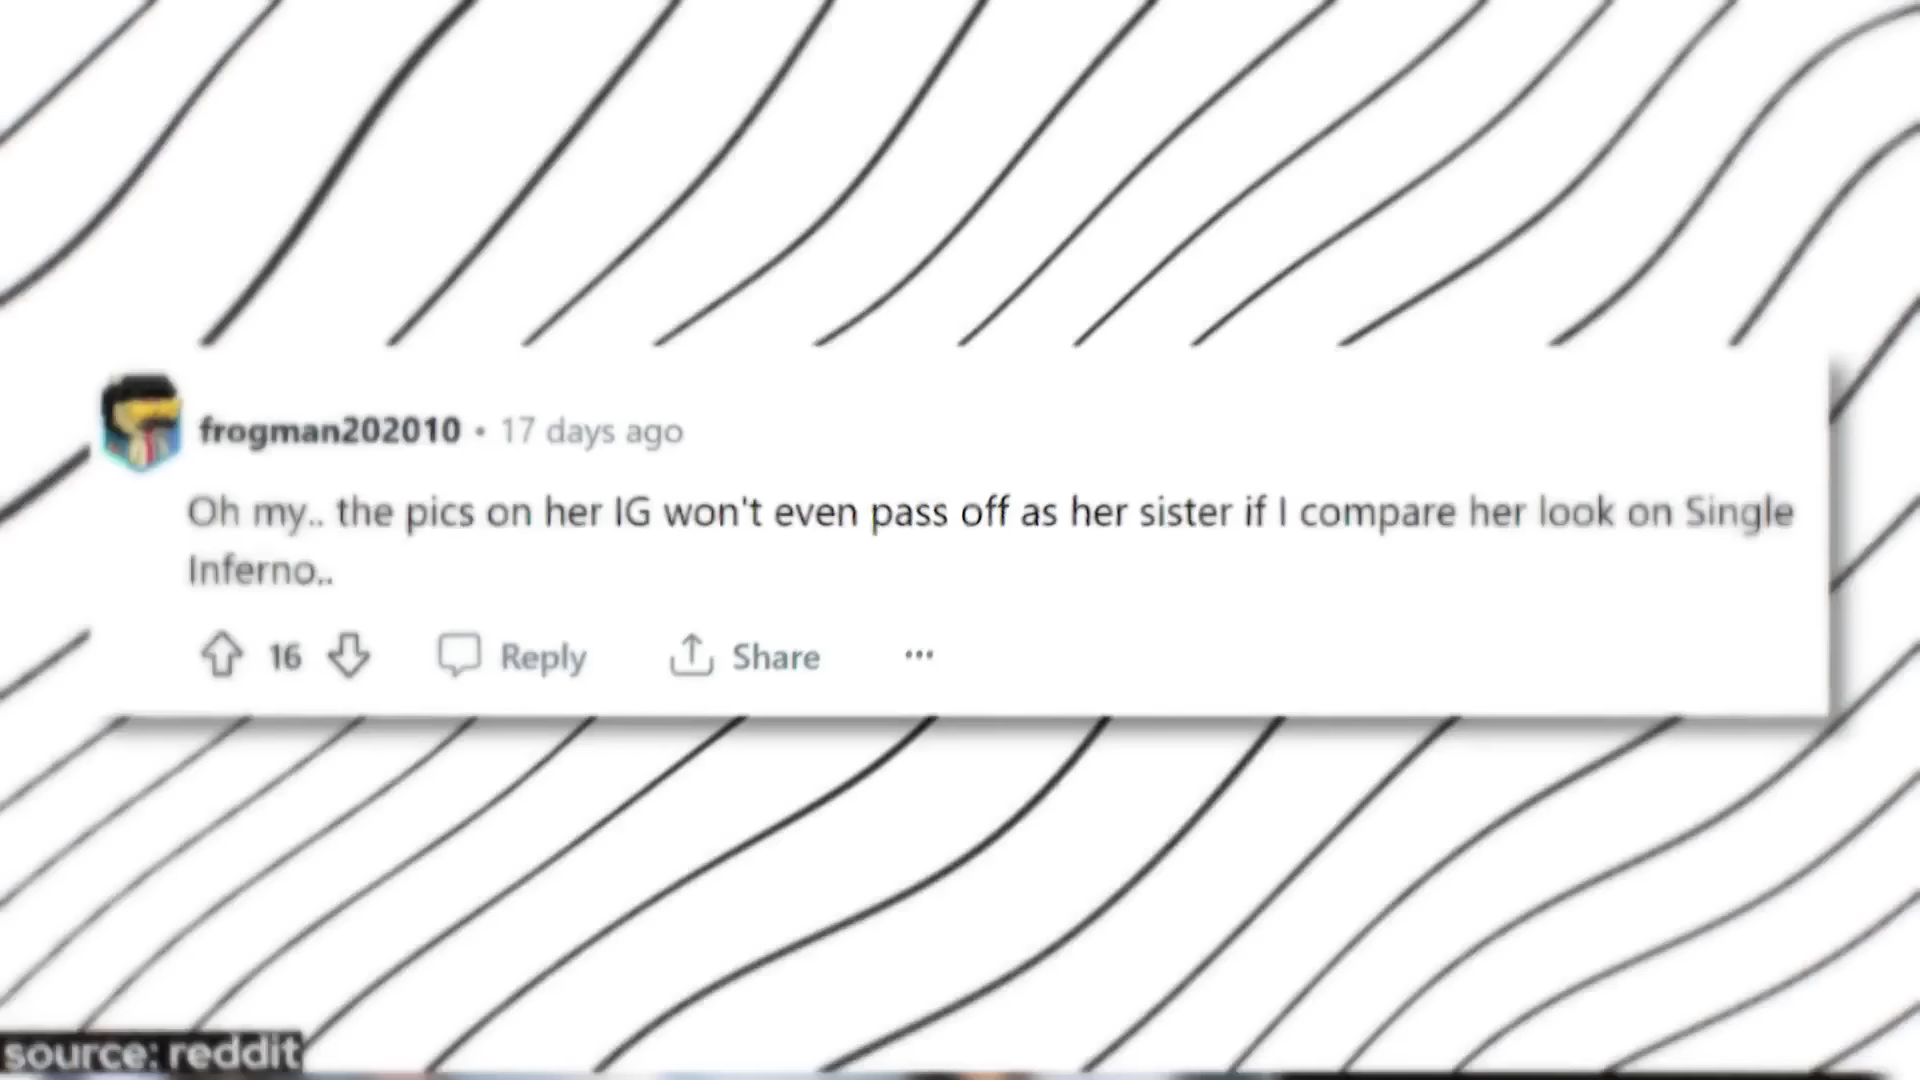 frogman202010 • 17 days ago
Oh my.. the pics on her IG won't even pass off as her sister if I compare her look on Single
Inferno..
16 Reply Share ...
source: reddit